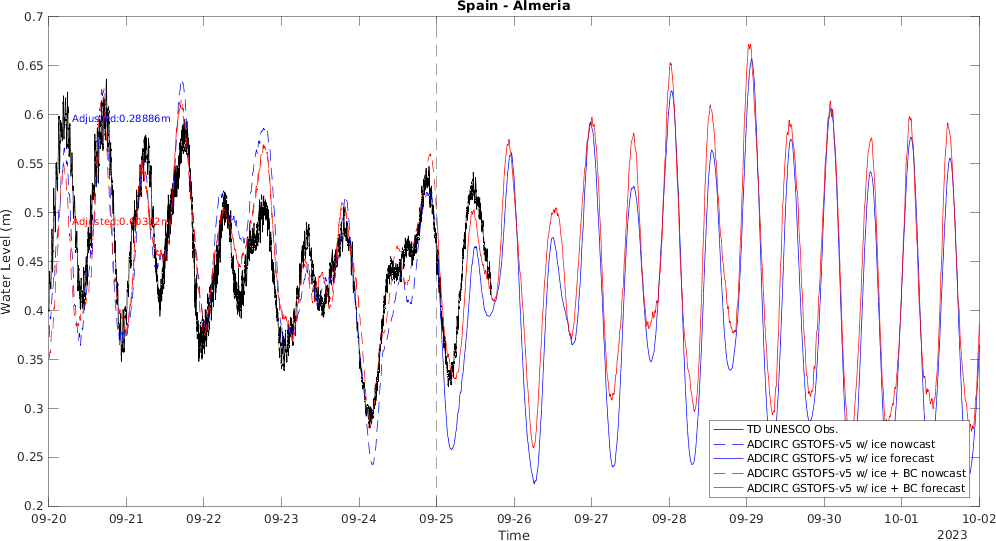 Spain - Almeria
0.7
0.65
0.6
0.55
0.5
0.45
0.4
0.35
0.3
0.25
0.2
Water Level (m)
Adjusted:0.28886m
TD UNESCO Obs.
ADCIRC GSTOFS-v5 w/ ice nowcast
ADCIRC GSTOFS-v5 w/ ice forecast
ADCIRC GSTOFS-v5 w/ ice + BC nowcast
ADCIRC GSTOFS-v5 w/ ice + BC forecast
09-20 09-21 09-22 09-23 09-24 09-25 09-26 09-27 09-28 09-29 09-30 10-01 10-02
Time
2023